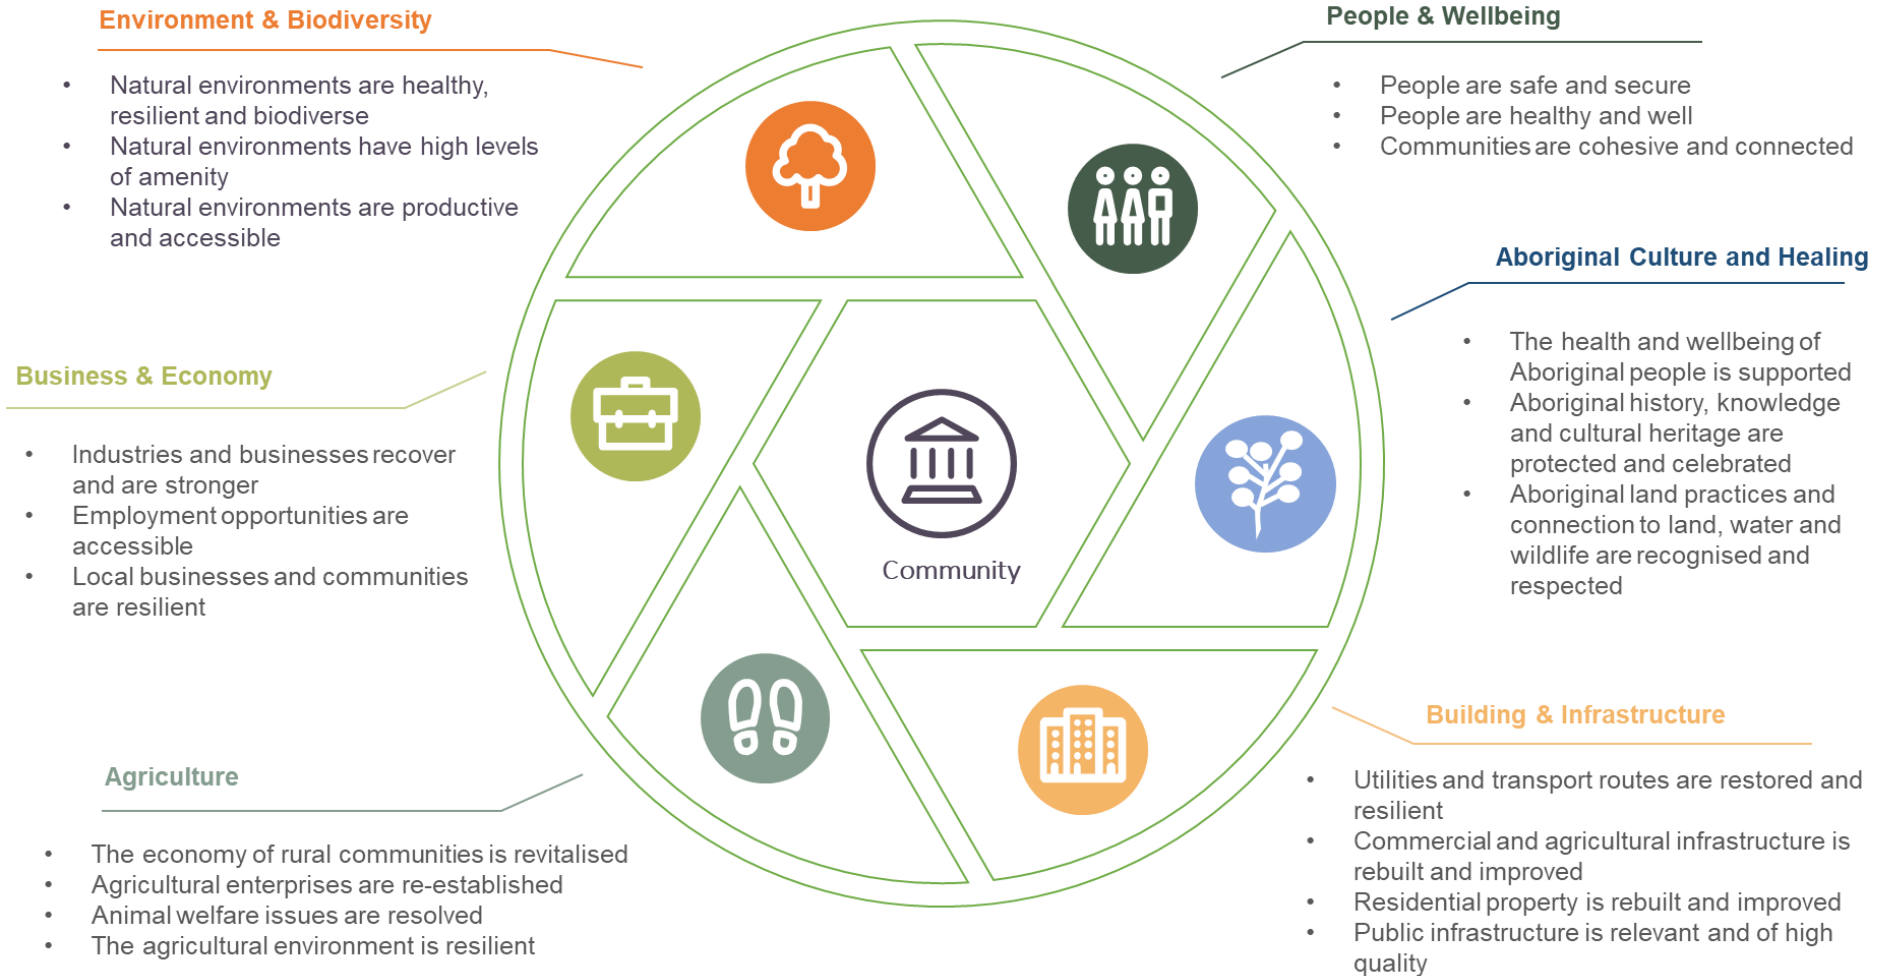 Environment & Biodiversity
• Natural environments are healthy,
resilient and biodiverse
• Natural environments have high levels
of amenity
• Natural environments are productive
and accessible
People & Wellbeing
• People are safe and secure
• People are healthy and well
• Communities are cohesive and connected
Aboriginal Culture and Healing
• The health and wellbeing of
Aboriginal people is supported
• Aboriginal history, knowledge
and cultural heritage are
protected and celebrated
• Aboriginal land practices and
connection to land, water and
wildlife are recognised and
respected
Business & Economy
• Industries and businesses recover
and are stronger
• Employment opportunities are
accessible
• Local businesses and communities
are resilient
Community
Agriculture
• The economy of rural communities is revitalised
• Agricultural enterprises are re-established
• Animal welfare issues are resolved
• The agricultural environment is resilient
Building & Infrastructure
• Utilities and transport routes are restored and
resilient
• Commercial and agricultural infrastructure is
rebuilt and improved
• Residential property is rebuilt and improved
• Public infrastructure is relevant and of high
quality